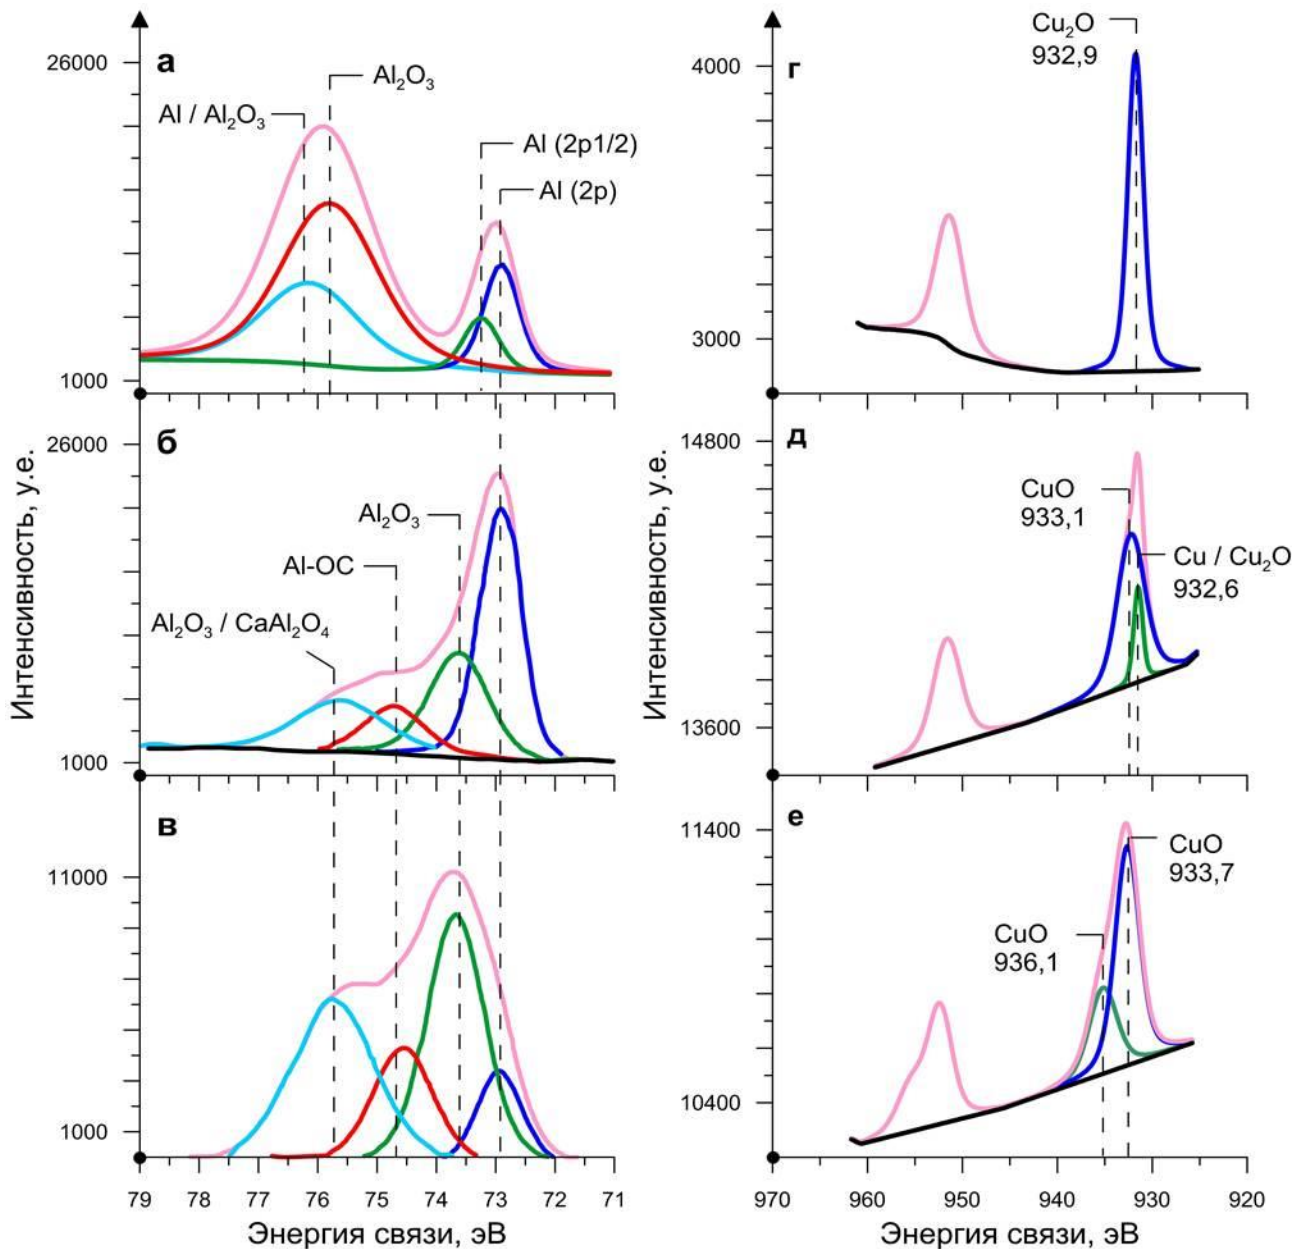 а
26000
1000
Al₂O₃
Al / Al₂O₃
Al (2p1/2)
Al (2p)
б
26000
1000
Al₂O₃
Al-OC
Al₂O₃ / CaAl₂O₄
в
11000
1000
79 78 77 76 75 74 73 72 71
Энергия связи, эВ
Интенсивность, у.е.
г
4000
3000
Cu₂O
932,9
д
14800
13600
CuO
933,1
Cu / Cu₂O
932,6
е
11400
10400
CuO
933,7
CuO
936,1
970 960 950 940 930 920
Энергия связи, эВ
Интенсивность, у.е.